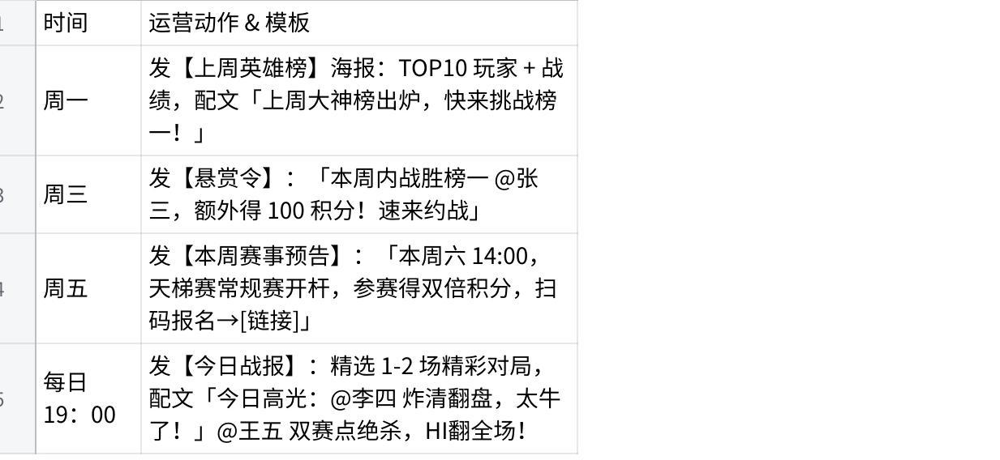 时间
运营动作 & 模板
周一
发【上周英雄榜】海报：TOP10 玩家 + 战
绩，配文「上周大神榜出炉，快来挑战榜
一！」
周三
发【悬赏令】：「本周内战胜榜一 @张
三，额外得 100 积分！速来约战」
周五
发【本周赛事预告】：「本周六 14:00，
天梯赛常规赛开杆，参赛得双倍积分，扫
码报名→[链接]」
每日
19：00
发【今日战报】：精选 1-2 场精彩对局，
配文「今日高光：@李四 炸清翻盘，太牛
了！」@王五 双赛点绝杀，HI翻全场！